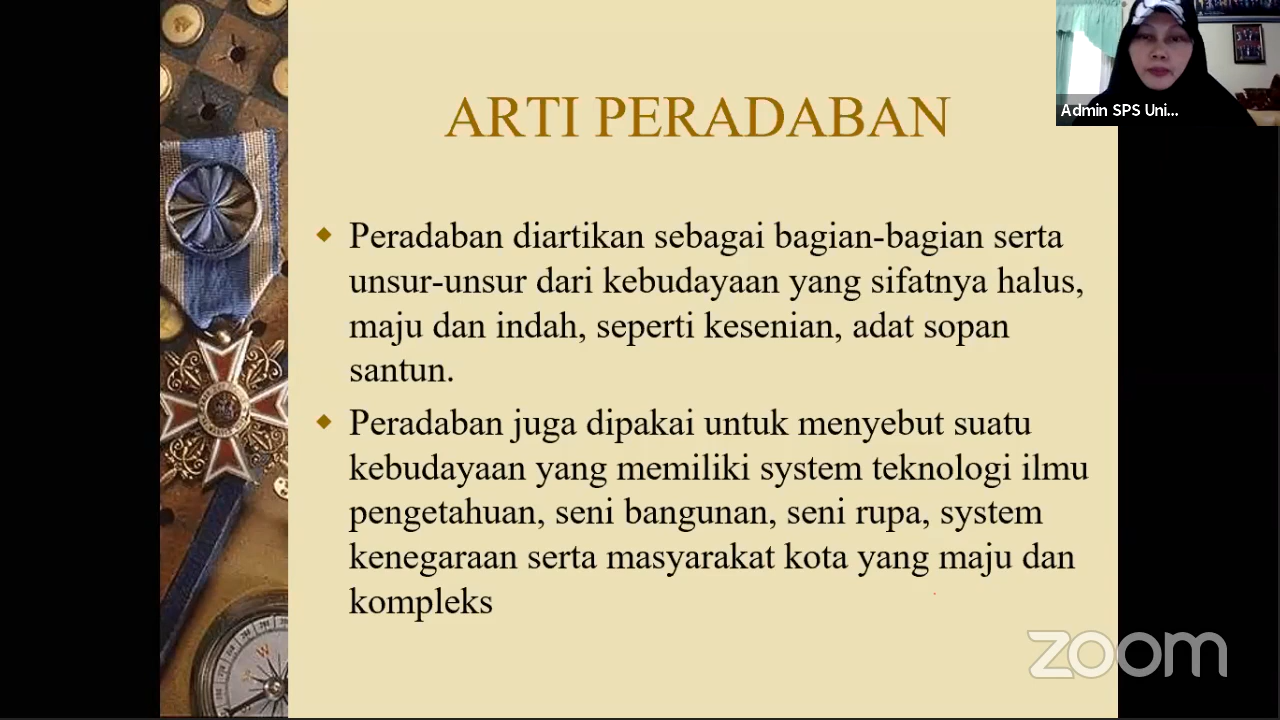 ARTI PERADABAN
Admin SPS Uni...
Peradaban diartikan sebagai bagian-bagian serta
unsur-unsur dari kebudayaan yang sifatnya halus,
maju dan indah, seperti kesenian, adat sopan
santun.
Peradaban juga dipakai untuk menyebut suatu
kebudayaan yang memiliki system teknologi ilmu
pengetahuan, seni bangunan, seni rupa, system
kenegaraan serta masyarakat kota yang maju dan
kompleks
W
zoom